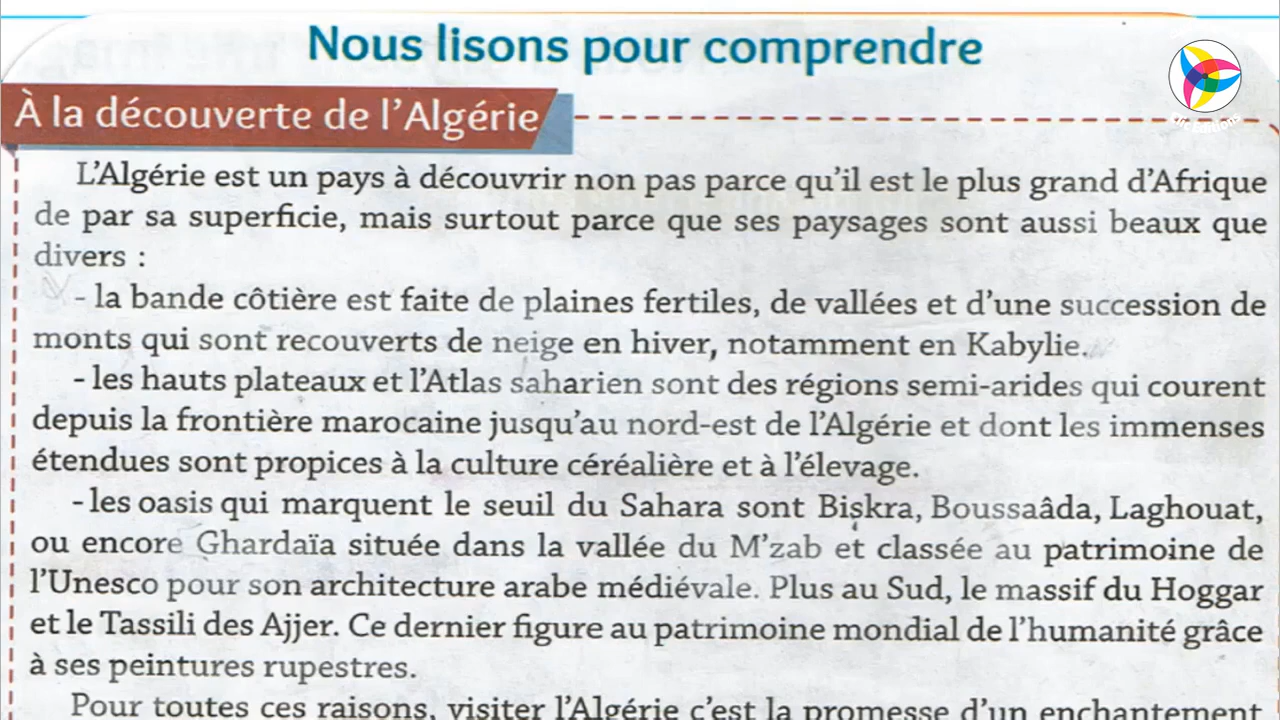 Nous lisons pour comprendre
À la découverte de l'Algérie
L'Algérie est un pays à découvrir non pas parce qu'il est le plus grand d'Afrique
de par sa superficie, mais surtout parce que ses paysages sont aussi beaux que
divers :
- la bande côtière est faite de plaines fertiles, de vallées et d'une succession de
monts qui sont recouverts de neige en hiver, notamment en Kabylie.
- les hauts plateaux et l'Atlas saharien sont des régions semi-arides qui courent
depuis la frontière marocaine jusqu'au nord-est de l'Algérie et dont les immenses
étendues sont propices à la culture céréalière et à l'élevage.
- les oasis qui marquent le seuil du Sahara sont Biskra, Boussaâda, Laghouat,
ou encore Ghardaïa située dans la vallée du M'zab et classée au patrimoine de
l'Unesco pour son architecture arabe médiévale. Plus au Sud, le massif du Hoggar
et le Tassili des Ajjer. Ce dernier figure au patrimoine mondial de l'humanité grâce
à ses peintures rupestres.
Pour toutes ces raisons, visiter l'Algérie c'est la promesse d'un enchantement